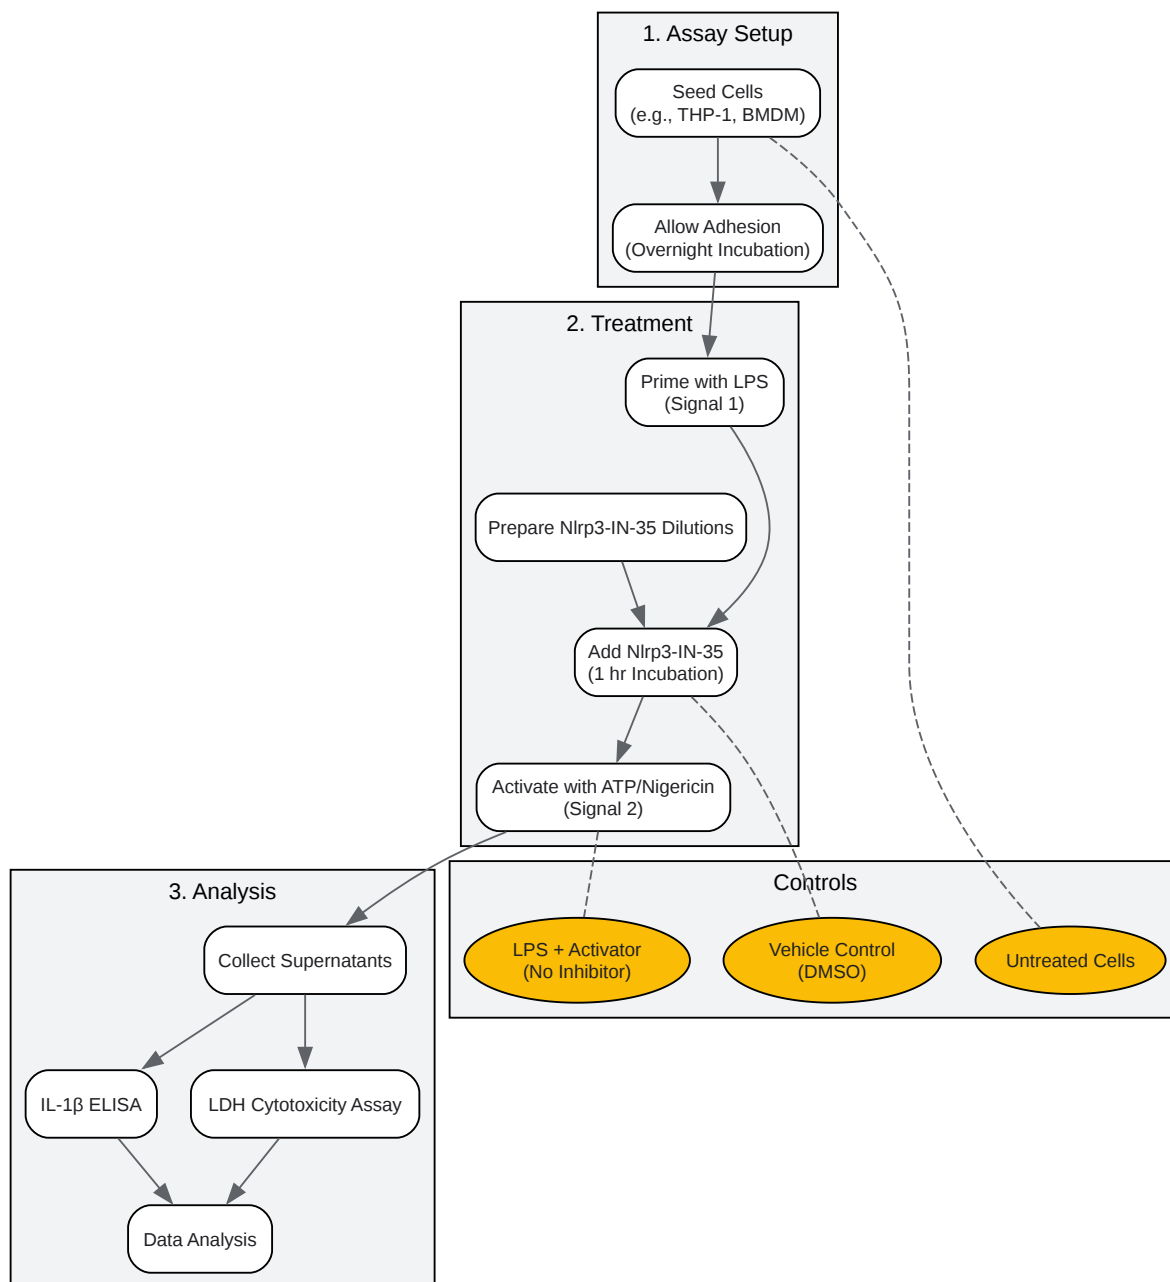 1. Assay Setup
Seed Cells
(e.g., THP-1, BMDM)
Allow Adhesion
(Overnight Incubation)
2. Treatment
Prime with LPS
(Signal 1)
Prepare Nlrp3-IN-35 Dilutions
Add Nlrp3-IN-35
(1 hr Incubation)
Activate with ATP/Nigericin
(Signal 2)
3. Analysis
Collect Supernatants
IL-1β ELISA
LDH Cytotoxicity Assay
Data Analysis
Controls
LPS + Activator
(No Inhibitor)
Vehicle Control
(DMSO)
Untreated Cells